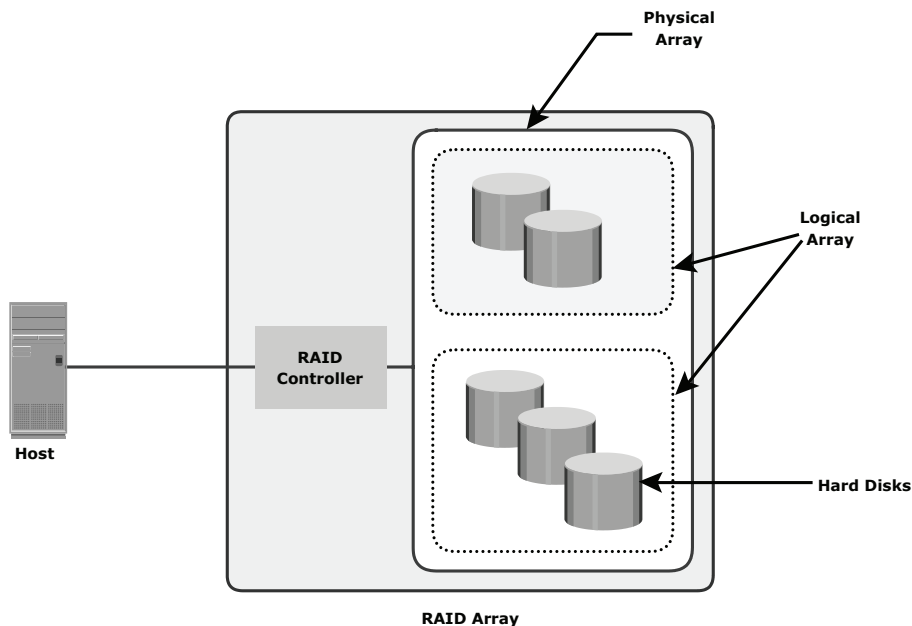 Physical
Array
Logical
Array
RAID
Controller
Host
Hard Disks
RAID Array